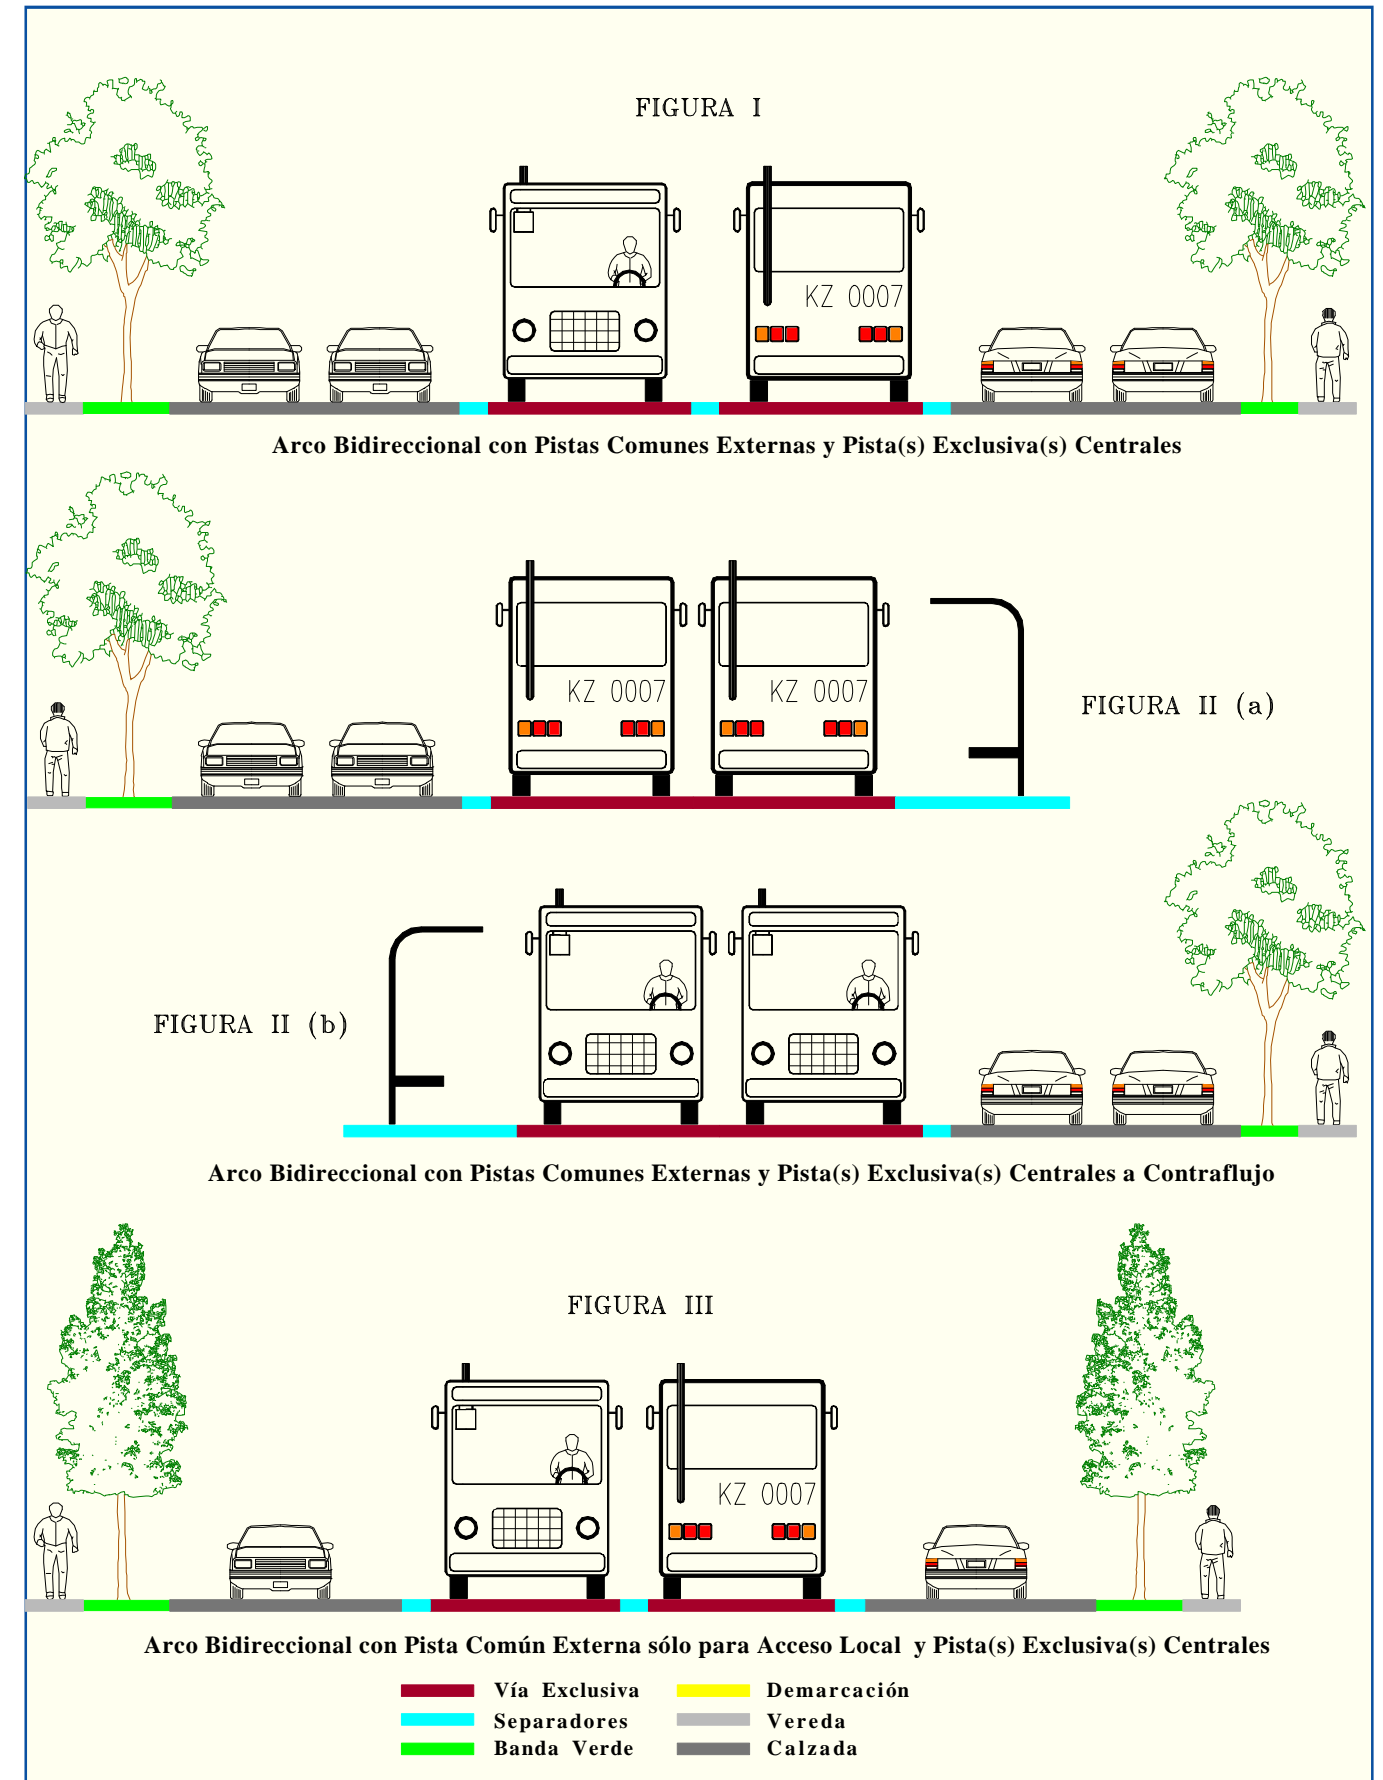 FIGURA I
KZ 0007
Arco Bidireccional con Pistas Comunes Externas y Pista(s) Exclusiva(s) Centrales
KZ 0007
KZ 0007
FIGURA II (a)
FIGURA II (b)
Arco Bidireccional con Pistas Comunes Externas y Pista(s) Exclusiva(s) Centrales a Contraflujo
FIGURA III
KZ 0007
Arco Bidireccional con Pista Común Externa sólo para Acceso Local y Pista(s) Exclusiva(s) Centrales
Vía Exclusiva
Demarcación
Separadores
Vereda
Banda Verde
Calzada